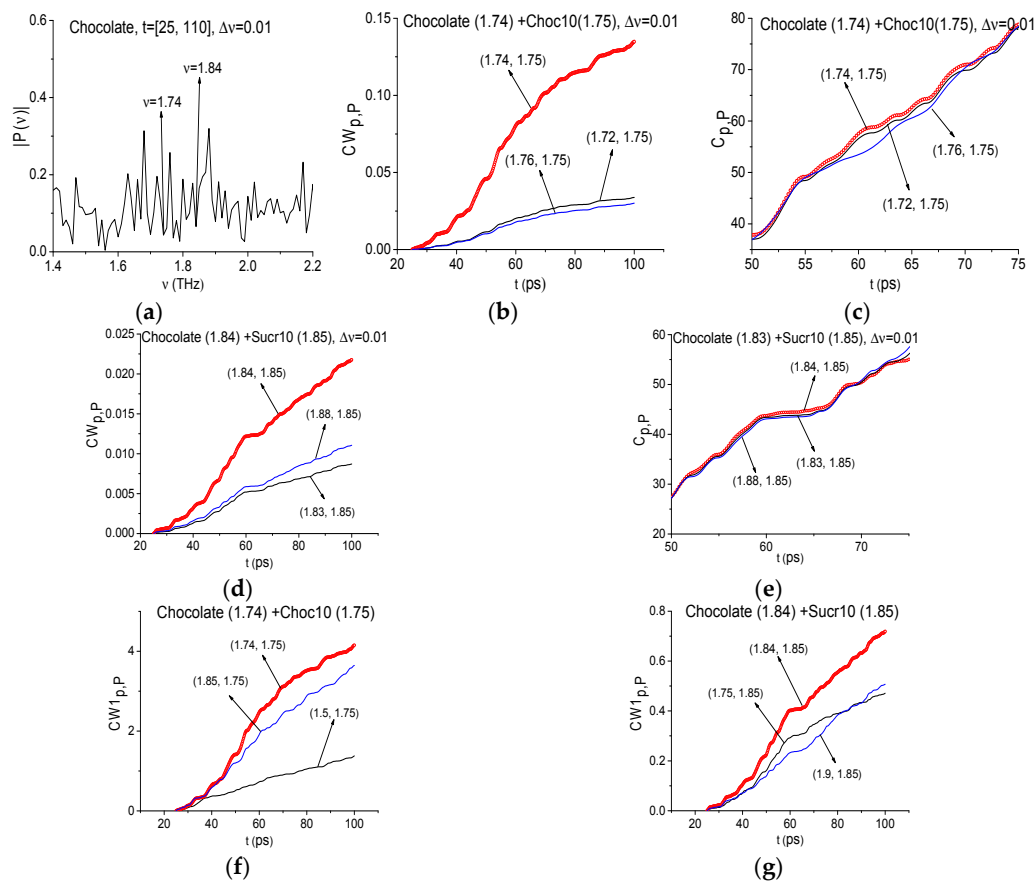 Chocolate, t=[25, 110], Δν=0.01
ν=1.84
ν=1.74
|P(ν)|
0.6
0.4
0.2
0.0
1.4 1.6 1.8 2.0 2.2
ν (THz)
(a)
Chocolate (1.74) +Choc10 (1.75), Δν=0.01
(1.74, 1.75)
(1.72, 1.75)
(1.76, 1.75)
CWp,P
0.15
0.10
0.05
0.00
20 40 60 80 100
t (ps)
(b)
Chocolate (1.74) +Choc10(1.75), Δν=0.01
(1.74, 1.75)
(1.76, 1.75)
(1.72, 1.75)
Cp,P
80
70
60
50
40
50 55 60 65 70 75
t (ps)
(c)
Chocolate (1.84) +Sucr10 (1.85), Δν=0.01
(1.84, 1.85)
(1.88, 1.85)
(1.83, 1.85)
CWp,P
0.025
0.020
0.015
0.010
0.005
0.000
20 40 60 80 100
t (ps)
(d)
Chocolate (1.83) +Sucr10 (1.85), Δν=0.01
(1.84, 1.85)
(1.83, 1.85)
(1.88, 1.85)
Cp,P
60
50
40
30
20
50 60 70
t (ps)
(e)
Chocolate (1.74) +Choc10 (1.75)
(1.74, 1.75)
(1.85, 1.75)
(1.5, 1.75)
CW1p,P
4
2
0
20 40 60 80 100
t (ps)
(f)
Chocolate (1.84) +Sucr10 (1.85)
(1.84, 1.85)
(1.75, 1.85)
(1.9, 1.85)
CW1p,P
0.8
0.6
0.4
0.2
0.0
20 40 60 80 100
t (ps)
(g)